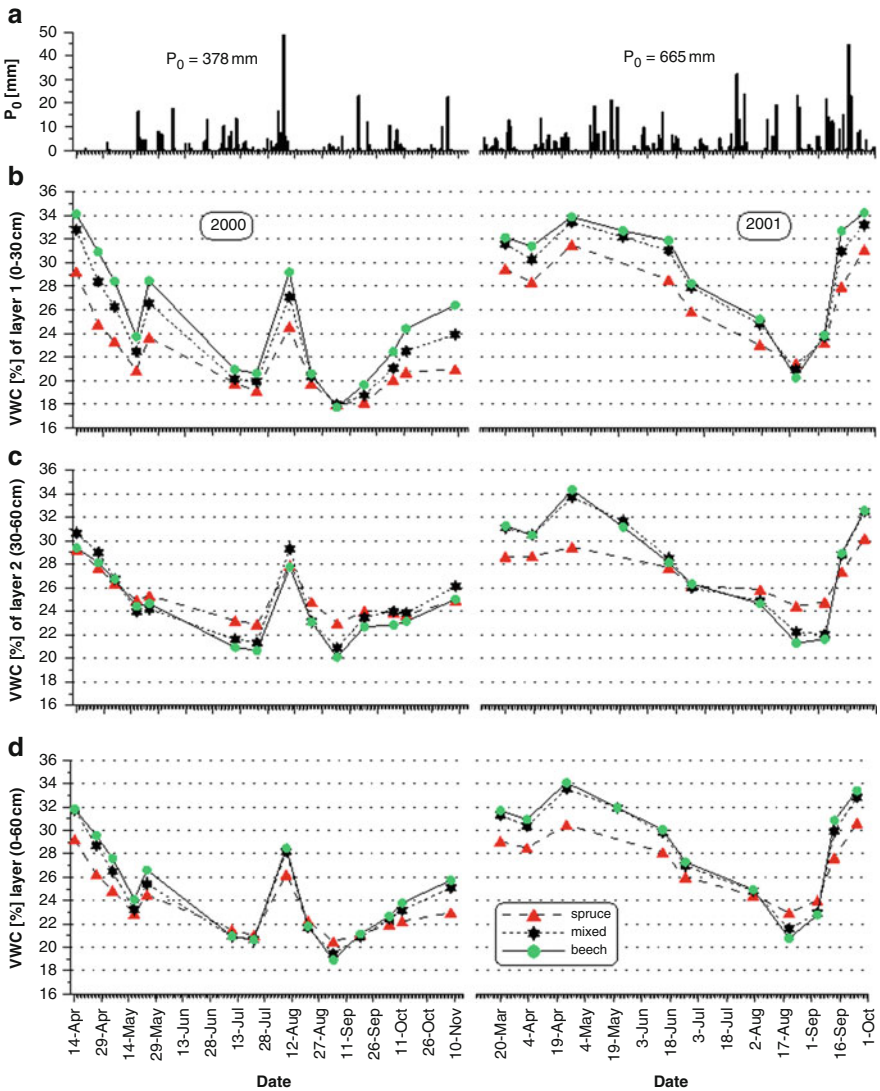 a
P0 [mm]
50
40
30
20
10
0
P0 = 378 mm
P0 = 665 mm
b
VWC [%] of layer 1 (0-30 cm)
36
34
32
30
28
26
24
22
20
18
16
2000
2001
c
VWC [%] of layer 2 (30-60 cm)
36
34
32
30
28
26
24
22
20
18
16
d
VWC [%] layer (0-60 cm)
36
34
32
30
28
26
24
22
20
18
16
spruce
mixed
beech
14-Apr
29-Apr
14-May
29-May
13-Jun
28-Jun
13-Jul
28-Jul
12-Aug
27-Aug
11-Sep
26-Sep
11-Oct
26-Oct
10-Nov
20-Mar
4-Apr
19-Apr
4-May
19-May
3-Jun
18-Jun
3-Jul
18-Jul
2-Aug
17-Aug
1-Sep
16-Sep
1-Oct
Date
Date